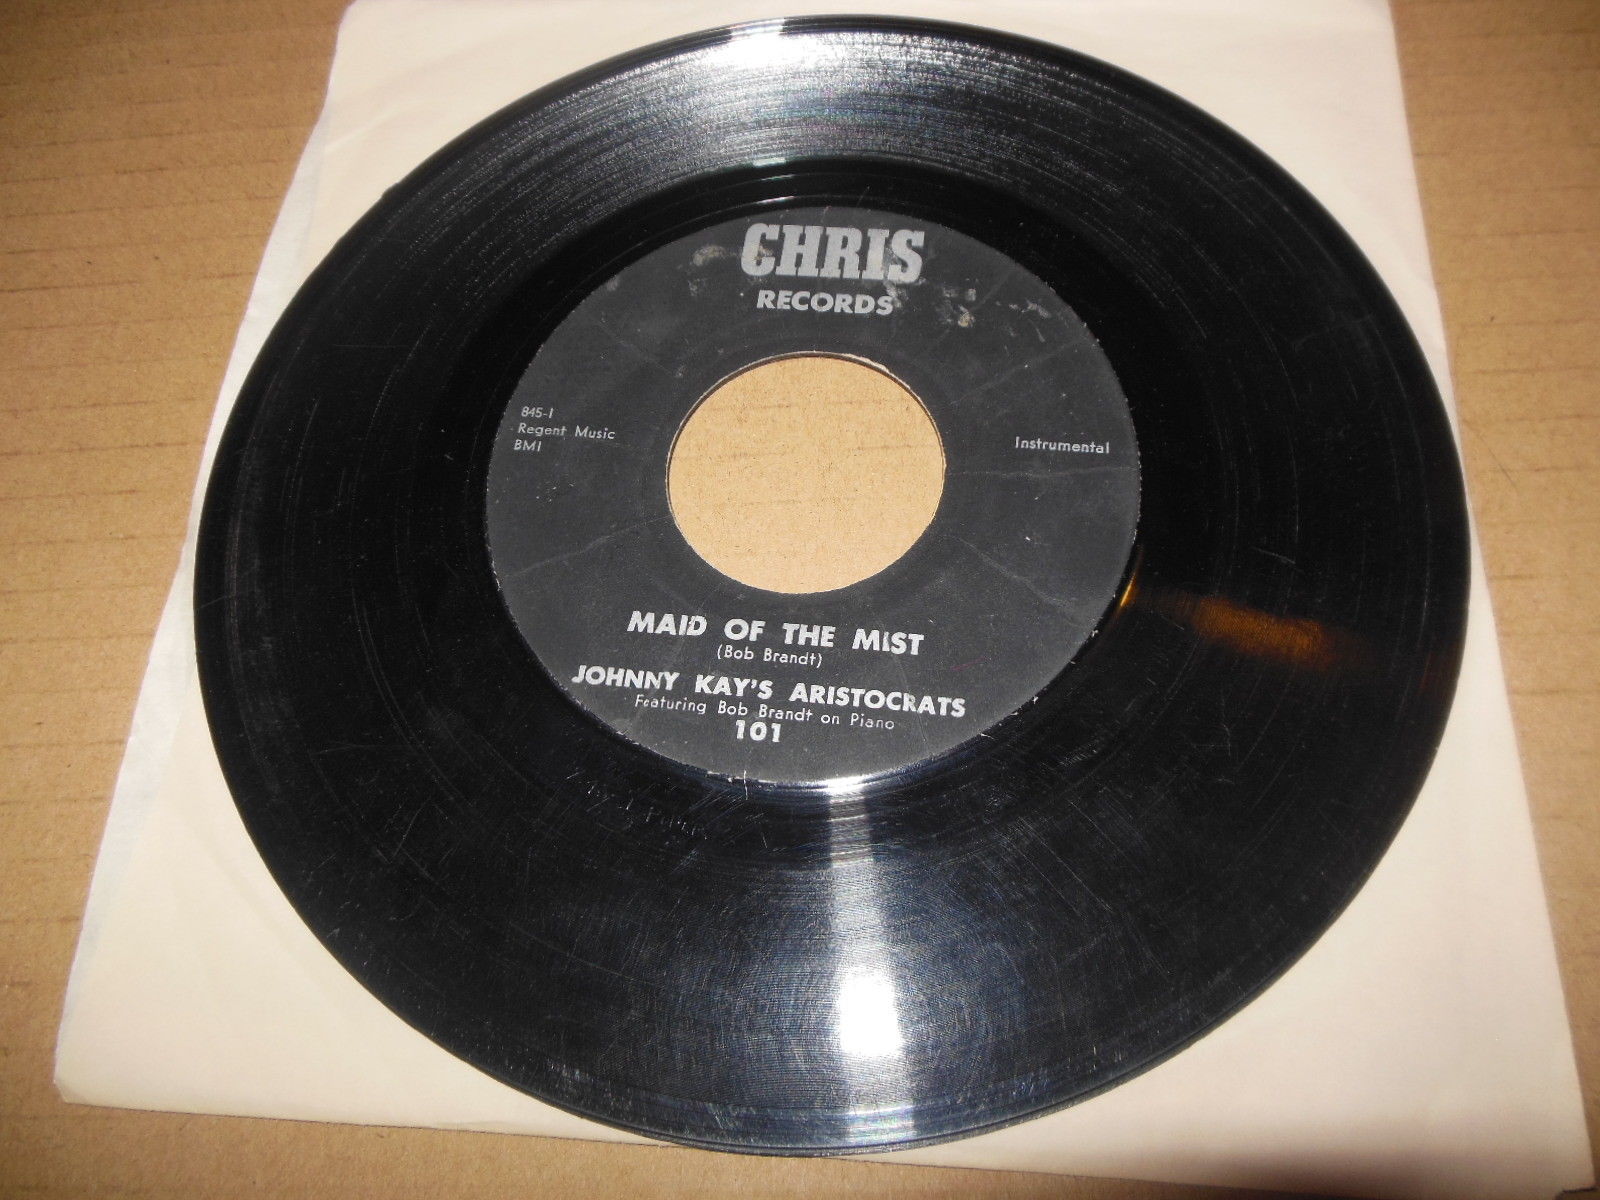 CHRIS
RECORDS
845-1
Regent Music
BMI
Instrumental
MAID OF THE MIST
(Bob Brandt)
JOHNNY KAY'S ARISTOCRATS
Featuring Bob Brandt on Piano
101